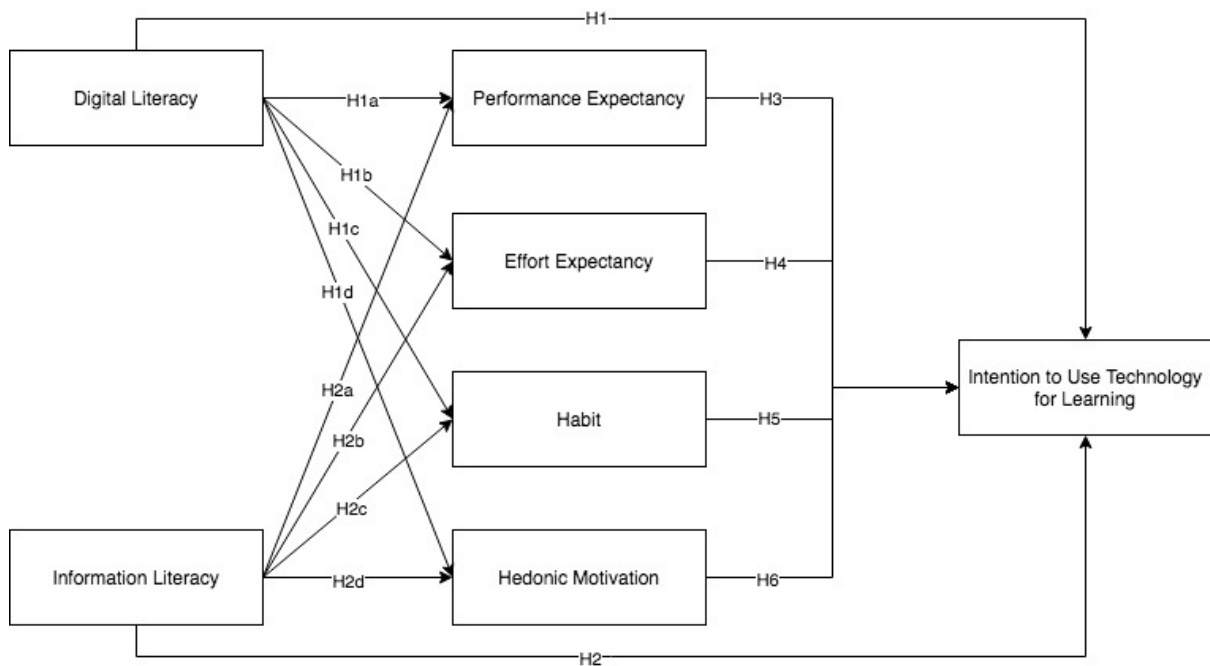 H1
Digital Literacy
H1a
Performance Expectancy
H3
H1b
H1c
Effort Expectancy
H4
H1d
H2a
Intention to Use Technology
for Learning
H2b
Habit
H5
H2c
Information Literacy
H2d
Hedonic Motivation
H6
H2